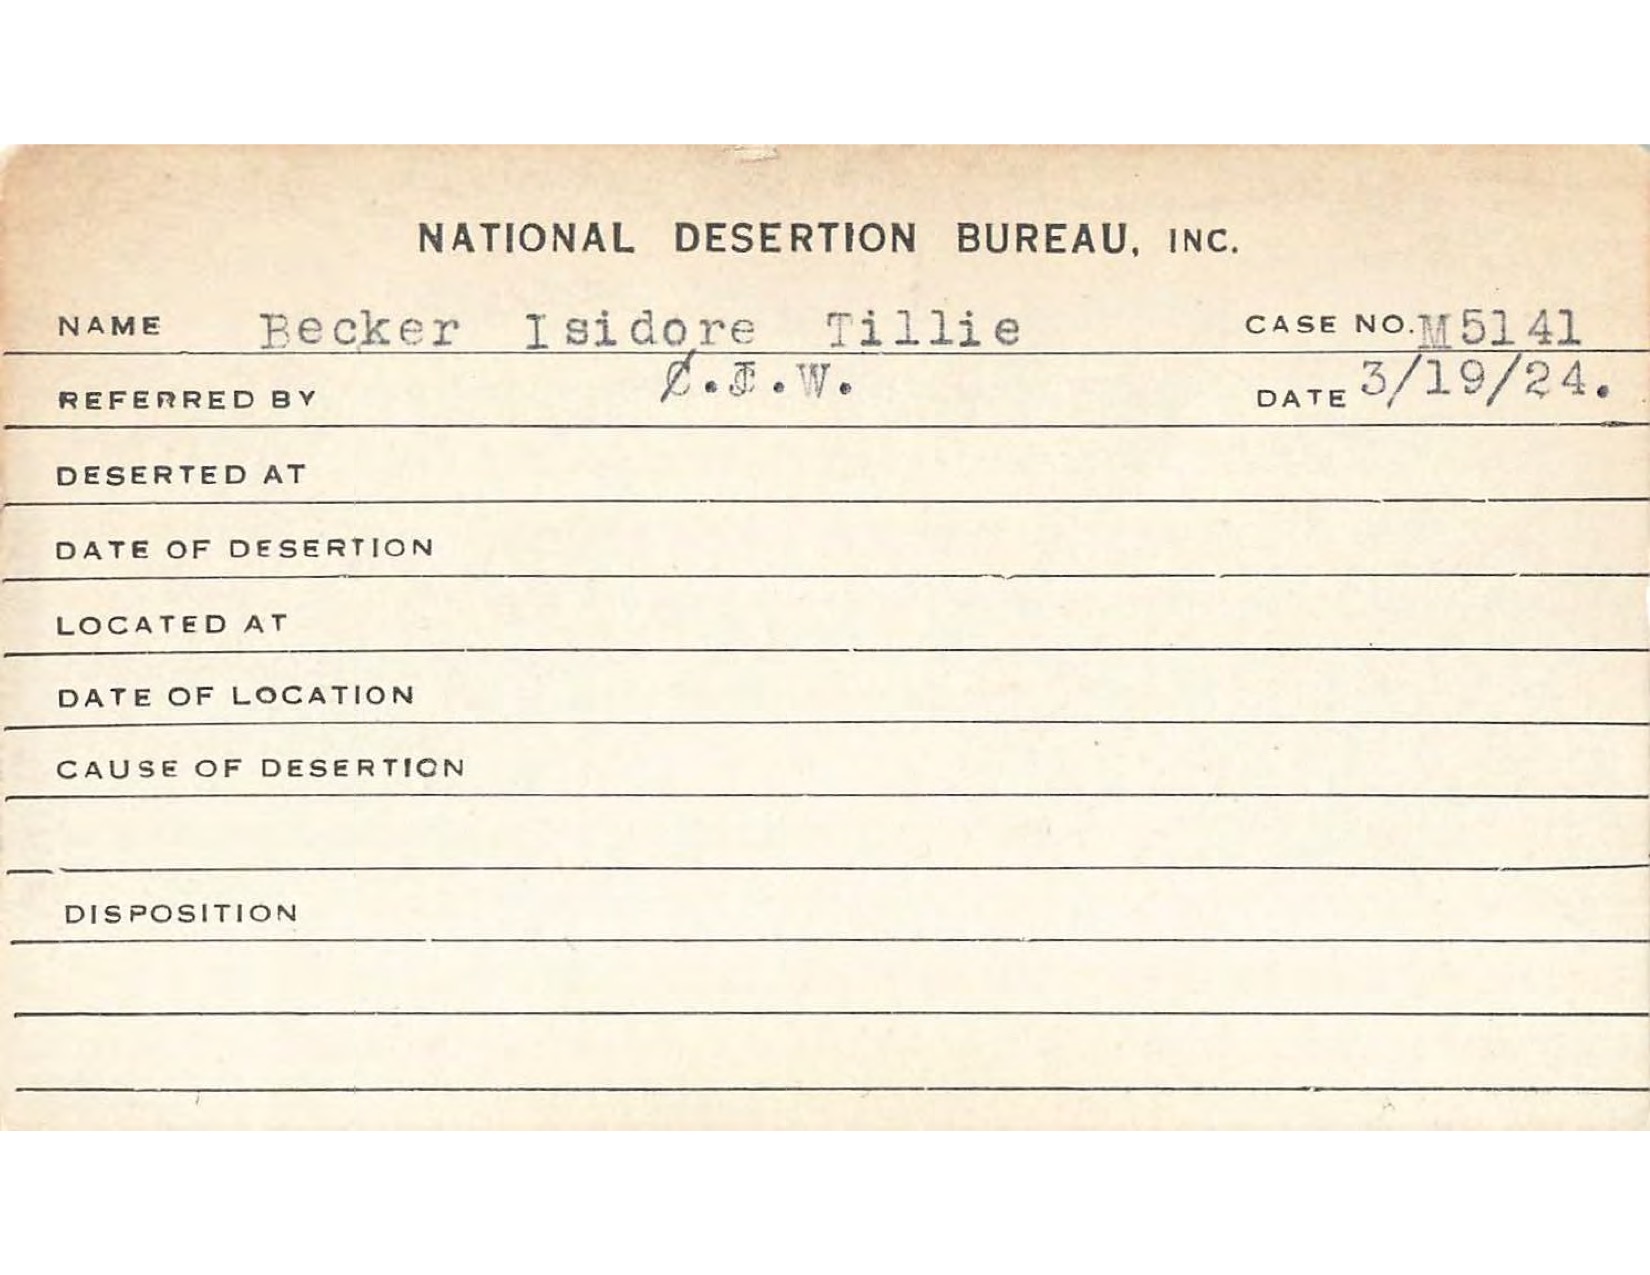 NATIONAL DESERTION BUREAU, INC.
NAME Becker Isidore Tillie CASE NO. M5141
REFERRED BY C.J.W. DATE 3/19/24.
DESERTED AT
DATE OF DESERTION
LOCATED AT
DATE OF LOCATION
CAUSE OF DESERTION
DISPOSITION